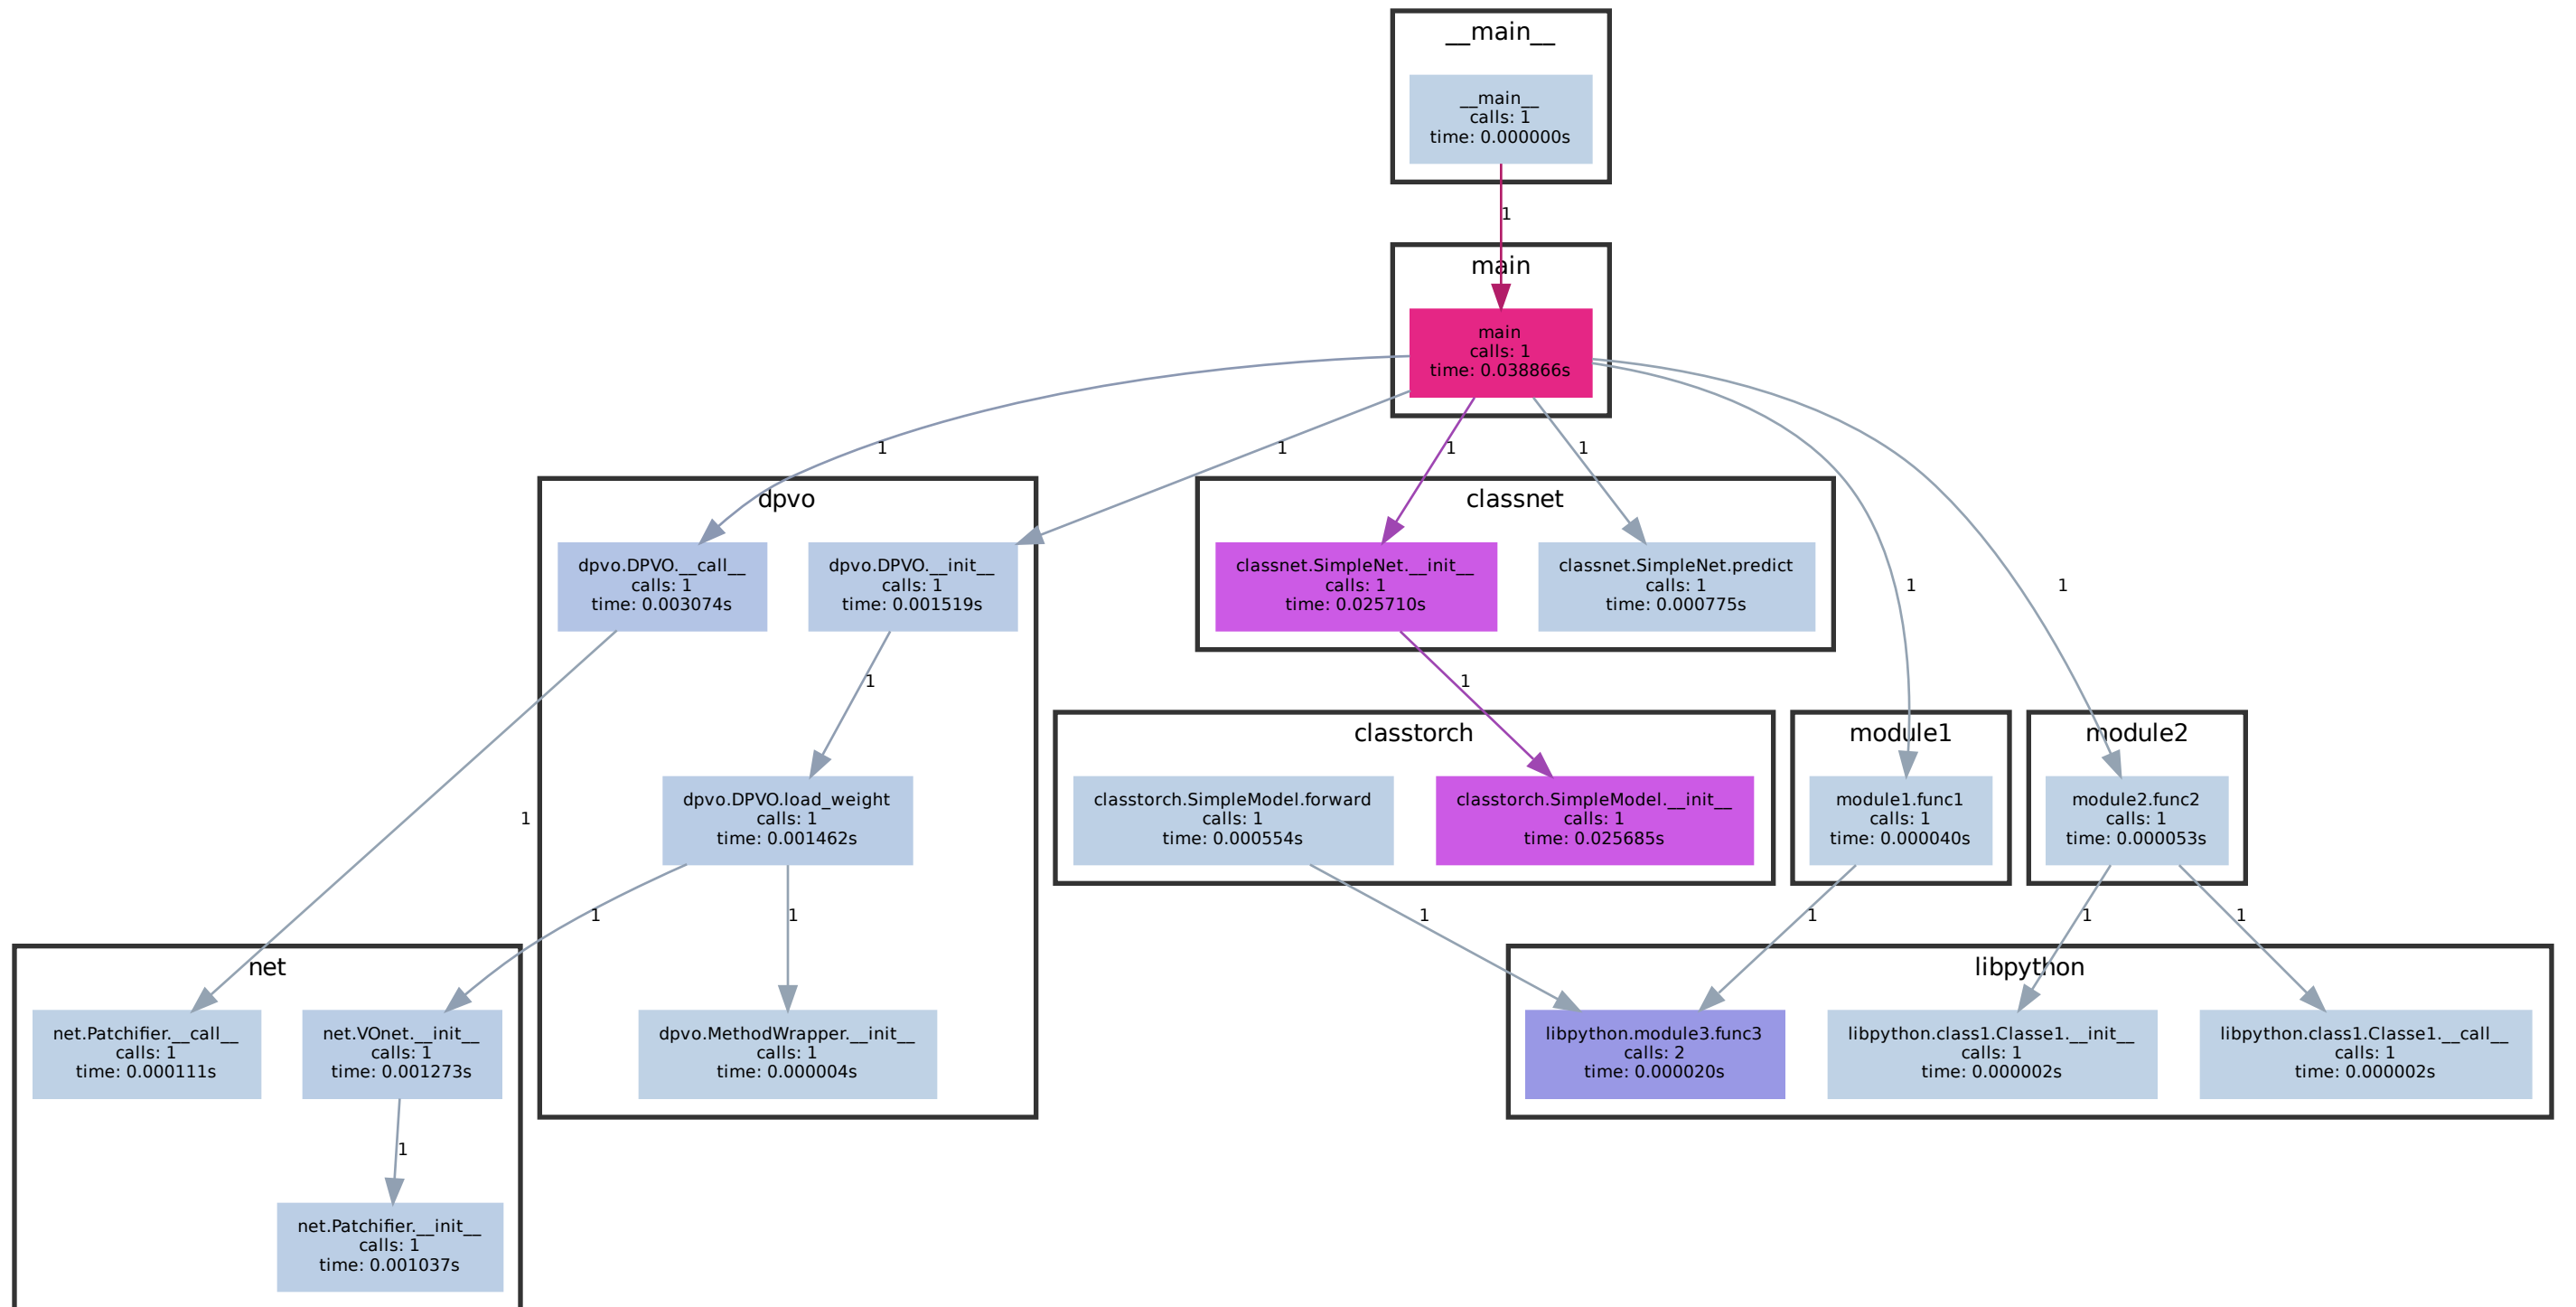 __main__
__main__
calls: 1
time: 0.000000s
1
main
main
calls: 1
time: 0.038866s
1
1
1
1
1
1
dpvo
dpvo.DPVO.__call__
calls: 1
time: 0.003074s
dpvo.DPVO.__init__
calls: 1
time: 0.001519s
classnet
classnet.SimpleNet.__init__
calls: 1
time: 0.025710s
classnet.SimpleNet.predict
calls: 1
time: 0.000775s
1
1
1
dpvo.DPVO.load_weight
calls: 1
time: 0.001462s
classtorch
classtorch.SimpleModel.forward
calls: 1
time: 0.000554s
classtorch.SimpleModel.__init__
calls: 1
time: 0.025685s
module1
module1.func1
calls: 1
time: 0.000040s
module2
module2.func2
calls: 1
time: 0.000053s
1
1
1
1
1
1
net
net.Patchifier.__call__
calls: 1
time: 0.000111s
net.VOnet.__init__
calls: 1
time: 0.001273s
dpvo.MethodWrapper.__init__
calls: 1
time: 0.000004s
libpython
libpython.module3.func3
calls: 2
time: 0.000020s
libpython.class1.Classe1.__init__
calls: 1
time: 0.000002s
libpython.class1.Classe1.__call__
calls: 1
time: 0.000002s
1
net.Patchifier.__init__
calls: 1
time: 0.001037s